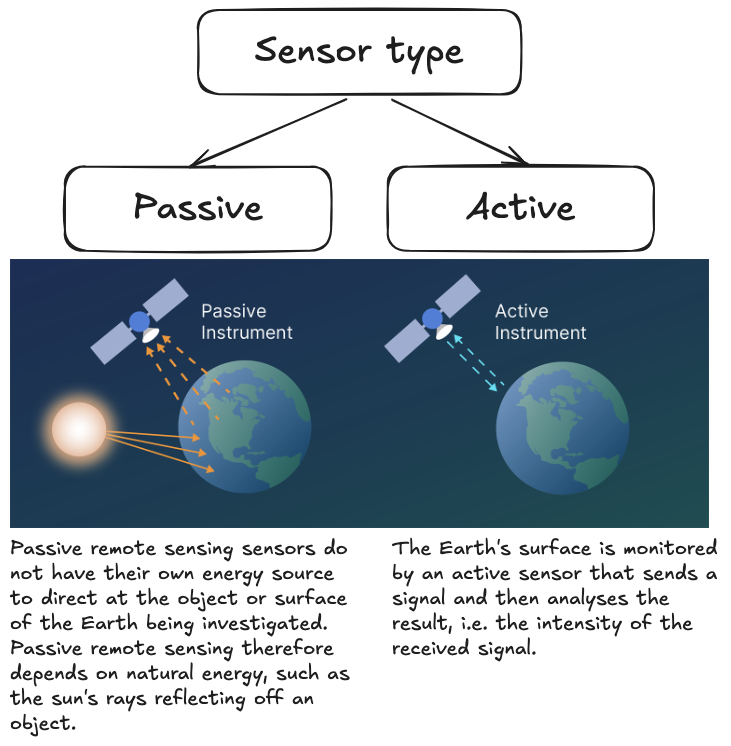 Sensor type
Passive
Active
Passive
Instrument
Active
Instrument
Passive remote sensing sensors do
not have their own energy source
to direct at the object or surface
of the Earth being investigated.
Passive remote sensing therefore
depends on natural energy, such as
the sun's rays reflecting off an
object.
The Earth's surface is monitored
by an active sensor that sends a
signal and then analyses the
result, i.e. the intensity of the
received signal.